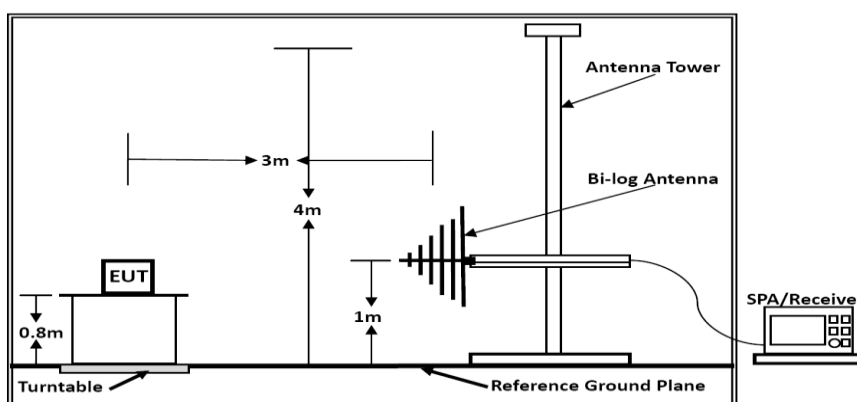 Antenna Tower
3m
Bi-log Antenna
4m
EUT
SPA/Receive
0.8m
1m
Turntable
Reference Ground Plane